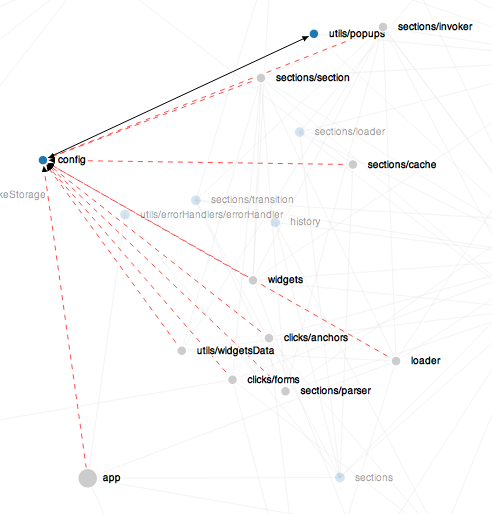 sections/invoker
utils/popups
sections/section
sections/loader
config
sections/cache
keStorage
sections/transition
utils/errorHandlers/errorHandler
history
widgets
clicks/anchors
utils/widgetsData
loader
clicks/forms
sections/parser
app
sections